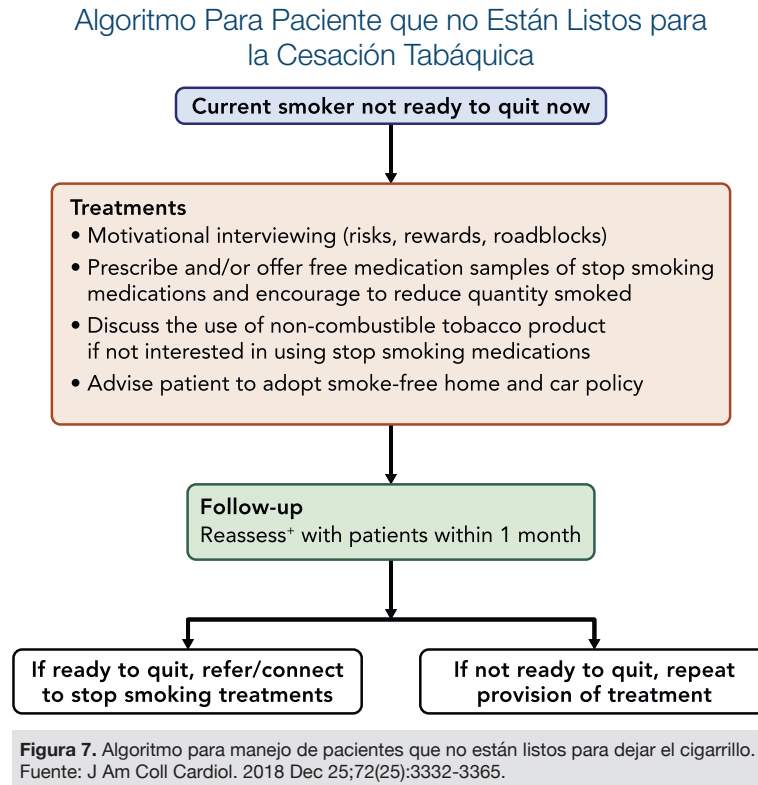 Algoritmo Para Paciente que no Están Listos para
la Cesación Tabáquica
Current smoker not ready to quit now
Treatments
• Motivational interviewing (risks, rewards, roadblocks)
• Prescribe and/or offer free medication samples of stop smoking
medications and encourage to reduce quantity smoked
• Discuss the use of non-combustible tobacco product
if not interested in using stop smoking medications
• Advise patient to adopt smoke-free home and car policy
Follow-up
Reassess+ with patients within 1 month
If ready to quit, refer/connect
to stop smoking treatments
If not ready to quit, repeat
provision of treatment
Figura 7. Algoritmo para manejo de pacientes que no están listos para dejar el cigarrillo.
Fuente: J Am Coll Cardiol. 2018 Dec 25;72(25):3332-3365.